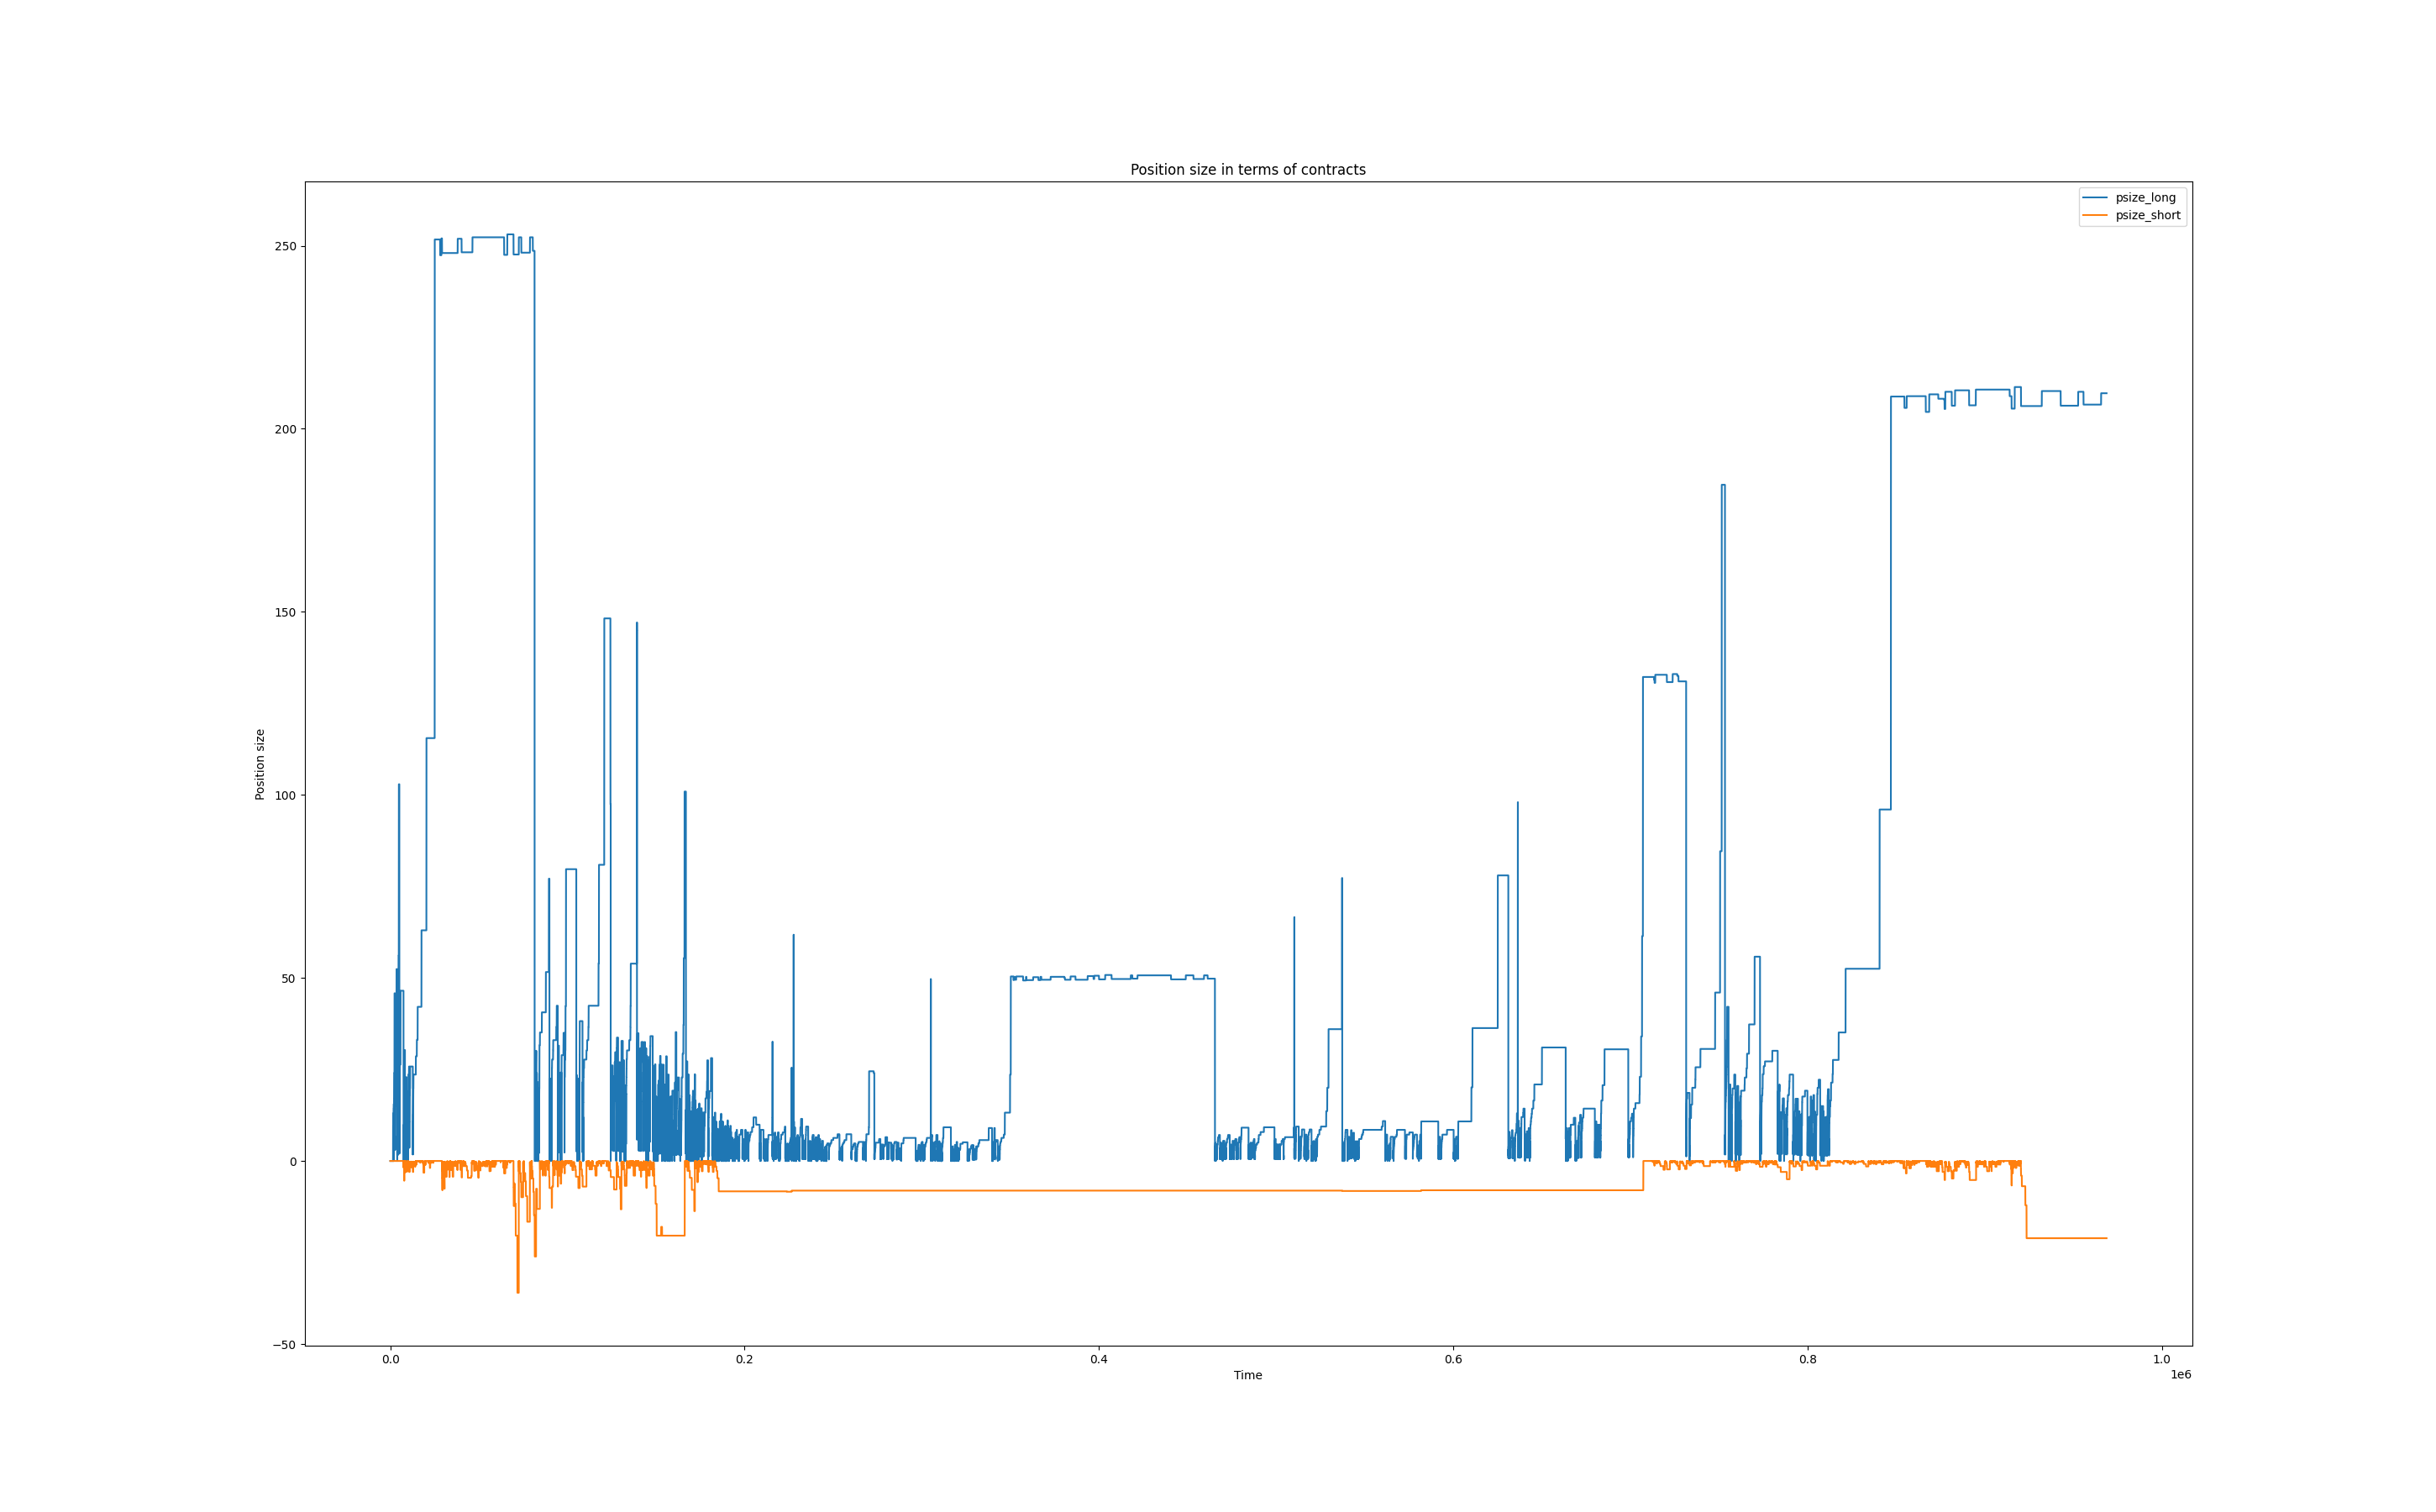 Position size in terms of contracts
psize_long
psize_short
Position size
250
200
150
100
50
0
−50
0.0 0.2 0.4 0.6 0.8 1.0
Time
1e6